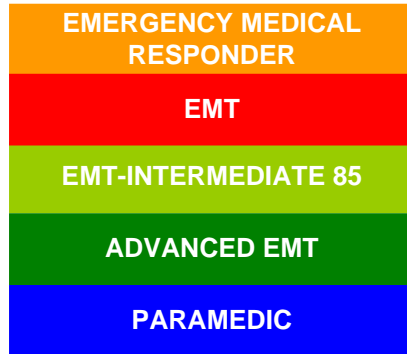 EMERGENCY MEDICAL
RESPONDER
EMT
EMT-INTERMEDIATE 85
ADVANCED EMT
PARAMEDIC